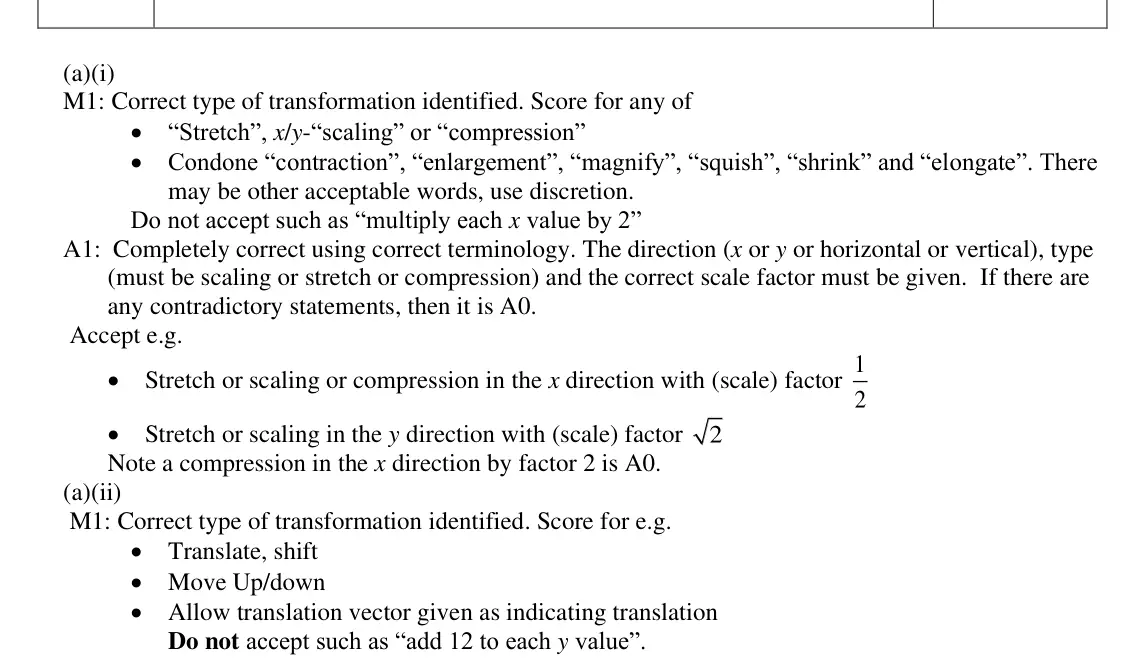 (a)(i)
M1: Correct type of transformation identified. Score for any of
• “Stretch”, x/y-“scaling” or “compression”
• Condone “contraction”, “enlargement”, “magnify”, “squish”, “shrink” and “elongate”. There
may be other acceptable words, use discretion.
Do not accept such as “multiply each x value by 2”
A1: Completely correct using correct terminology. The direction (x or y or horizontal or vertical), type
(must be scaling or stretch or compression) and the correct scale factor must be given. If there are
any contradictory statements, then it is A0.
Accept e.g.
• Stretch or scaling or compression in the x direction with (scale) factor 1/2
• Stretch or scaling in the y direction with (scale) factor √2
Note a compression in the x direction by factor 2 is A0.
(a)(ii)
M1: Correct type of transformation identified. Score for e.g.
• Translate, shift
• Move Up/down
• Allow translation vector given as indicating translation
Do not accept such as “add 12 to each y value”.